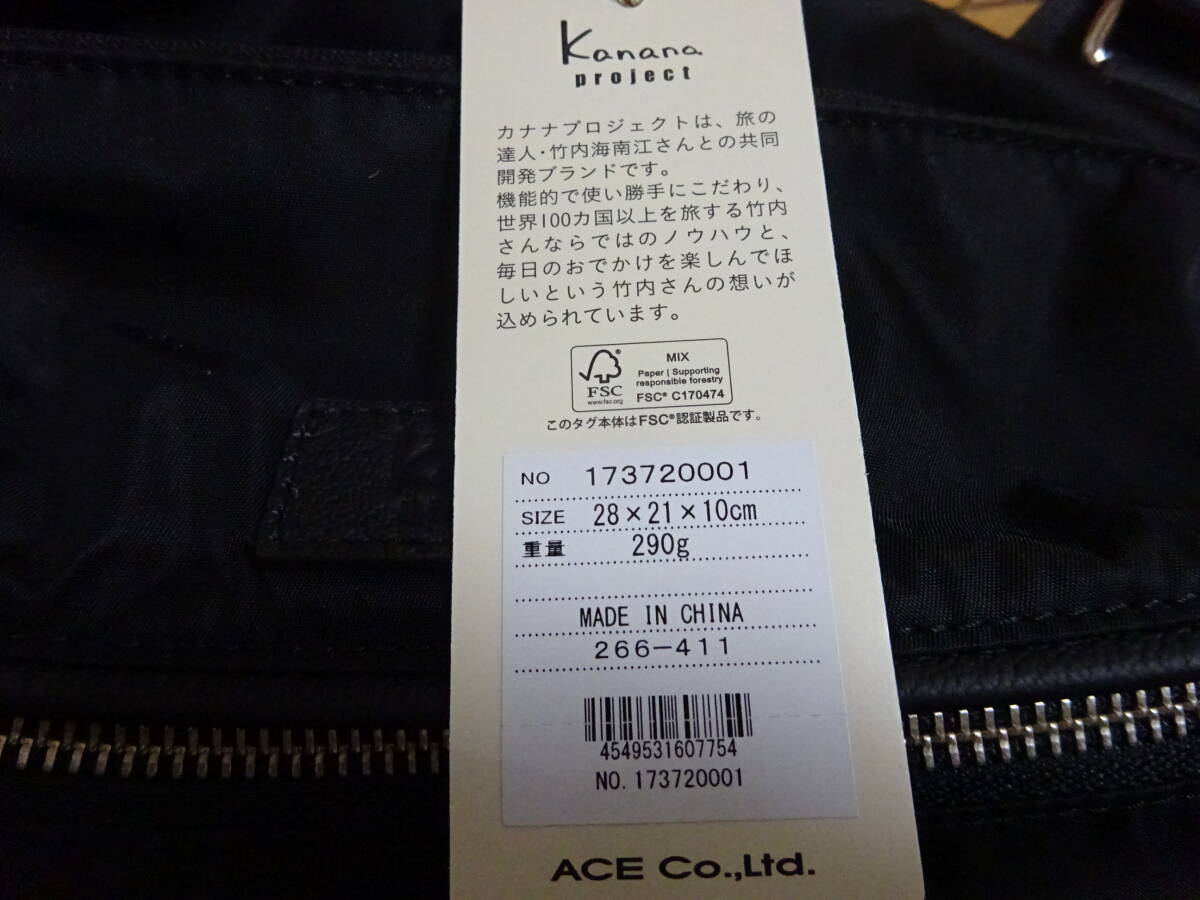 Kanana
project
カナナプロジェクトは、旅の
達人・竹内海南江さんとの共同
開発ブランドです。
機能的で使い勝手にこだわり、
世界100カ国以上を旅する竹内
さんならではのノウハウと、
毎日のおでかけを楽しんでほ
しいという竹内さんの想いが
込められています。
FSC®
www.fsc.org
MIX
Paper | Supporting
responsible forestry
FSC® C170474
このタグ本体はFSC®認証製品です。
NO 173720001
SIZE 28×21×10cm
重量 290g
MADE IN CHINA
266-411
4549531607754
NO. 173720001
ACE Co.,Ltd.